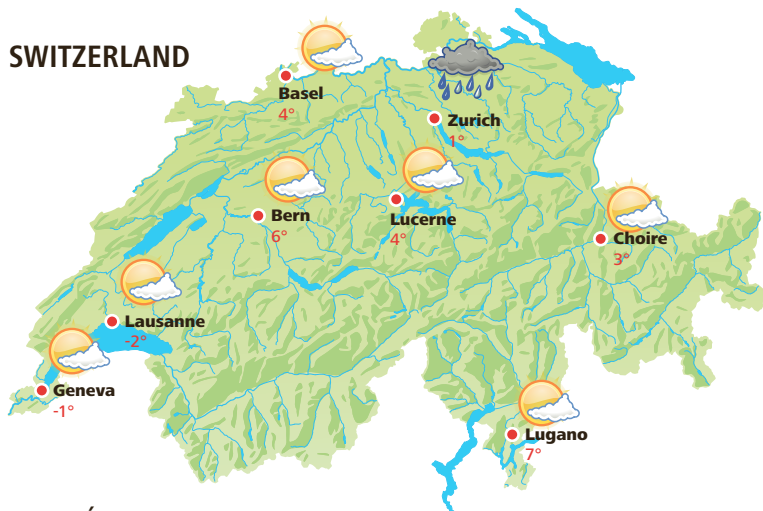 SWITZERLAND
Basel
4°
Zurich
1°
Bern
6°
Lucerne
4°
Choire
3°
Lausanne
-2°
Geneva
-1°
Lugano
7°